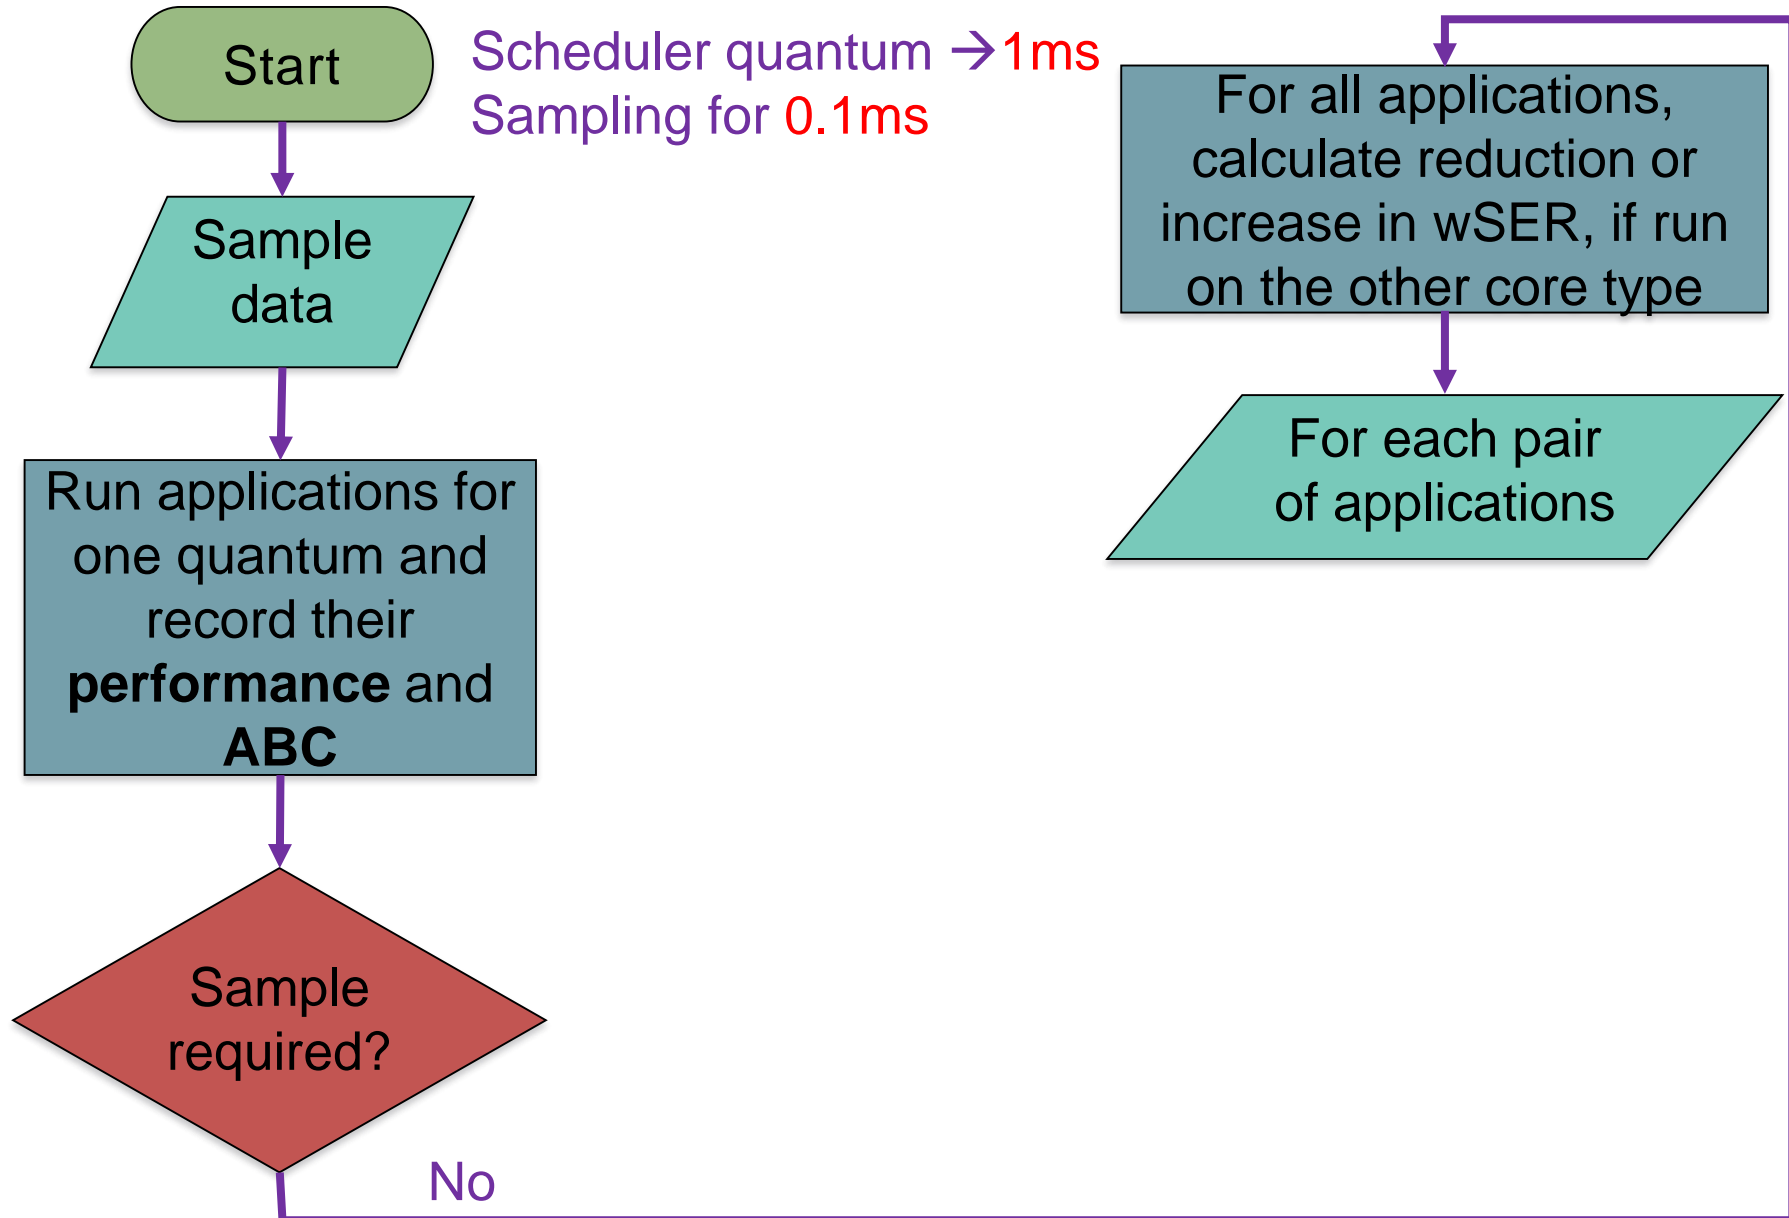 Start
Scheduler quantum →1ms
Sampling for 0.1ms
Sample
data
Run applications for
one quantum and
record their
performance and
ABC
Sample
required?
No
For all applications,
calculate reduction or
increase in wSER, if run
on the other core type
For each pair
of applications